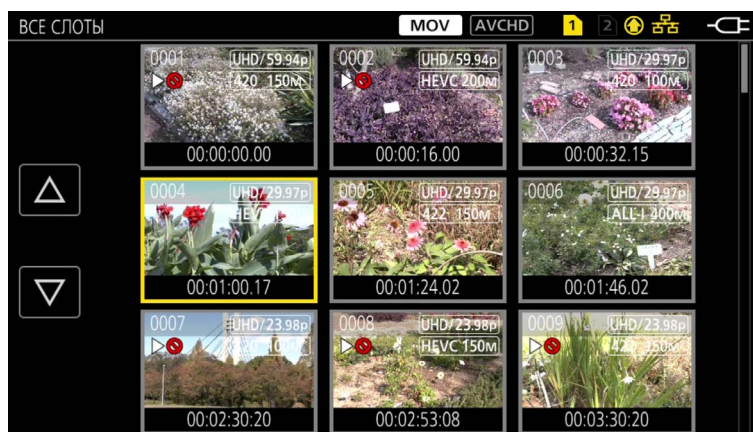 ВСЕ СЛОТЫ MOV AVCHD 1 2
0001 UHD/59.94p
420 150M
00:00:00.00
0002 UHD/59.94p
HEVC 200M
00:00:16.00
0003 UHD/29.97p
420 100M
00:00:32.15
0004 UHD/29.97p
HEVC
00:01:00.17
0005 UHD/29.97p
422 150M
00:01:24.02
0006 UHD/29.97p
ALL-I 400M
00:01:46.02
0007 UHD/23.98p
420 100M
00:02:30:20
0008 UHD/23.98p
HEVC 150M
00:02:53:08
0009 UHD/23.98p
422 150M
00:03:30:20